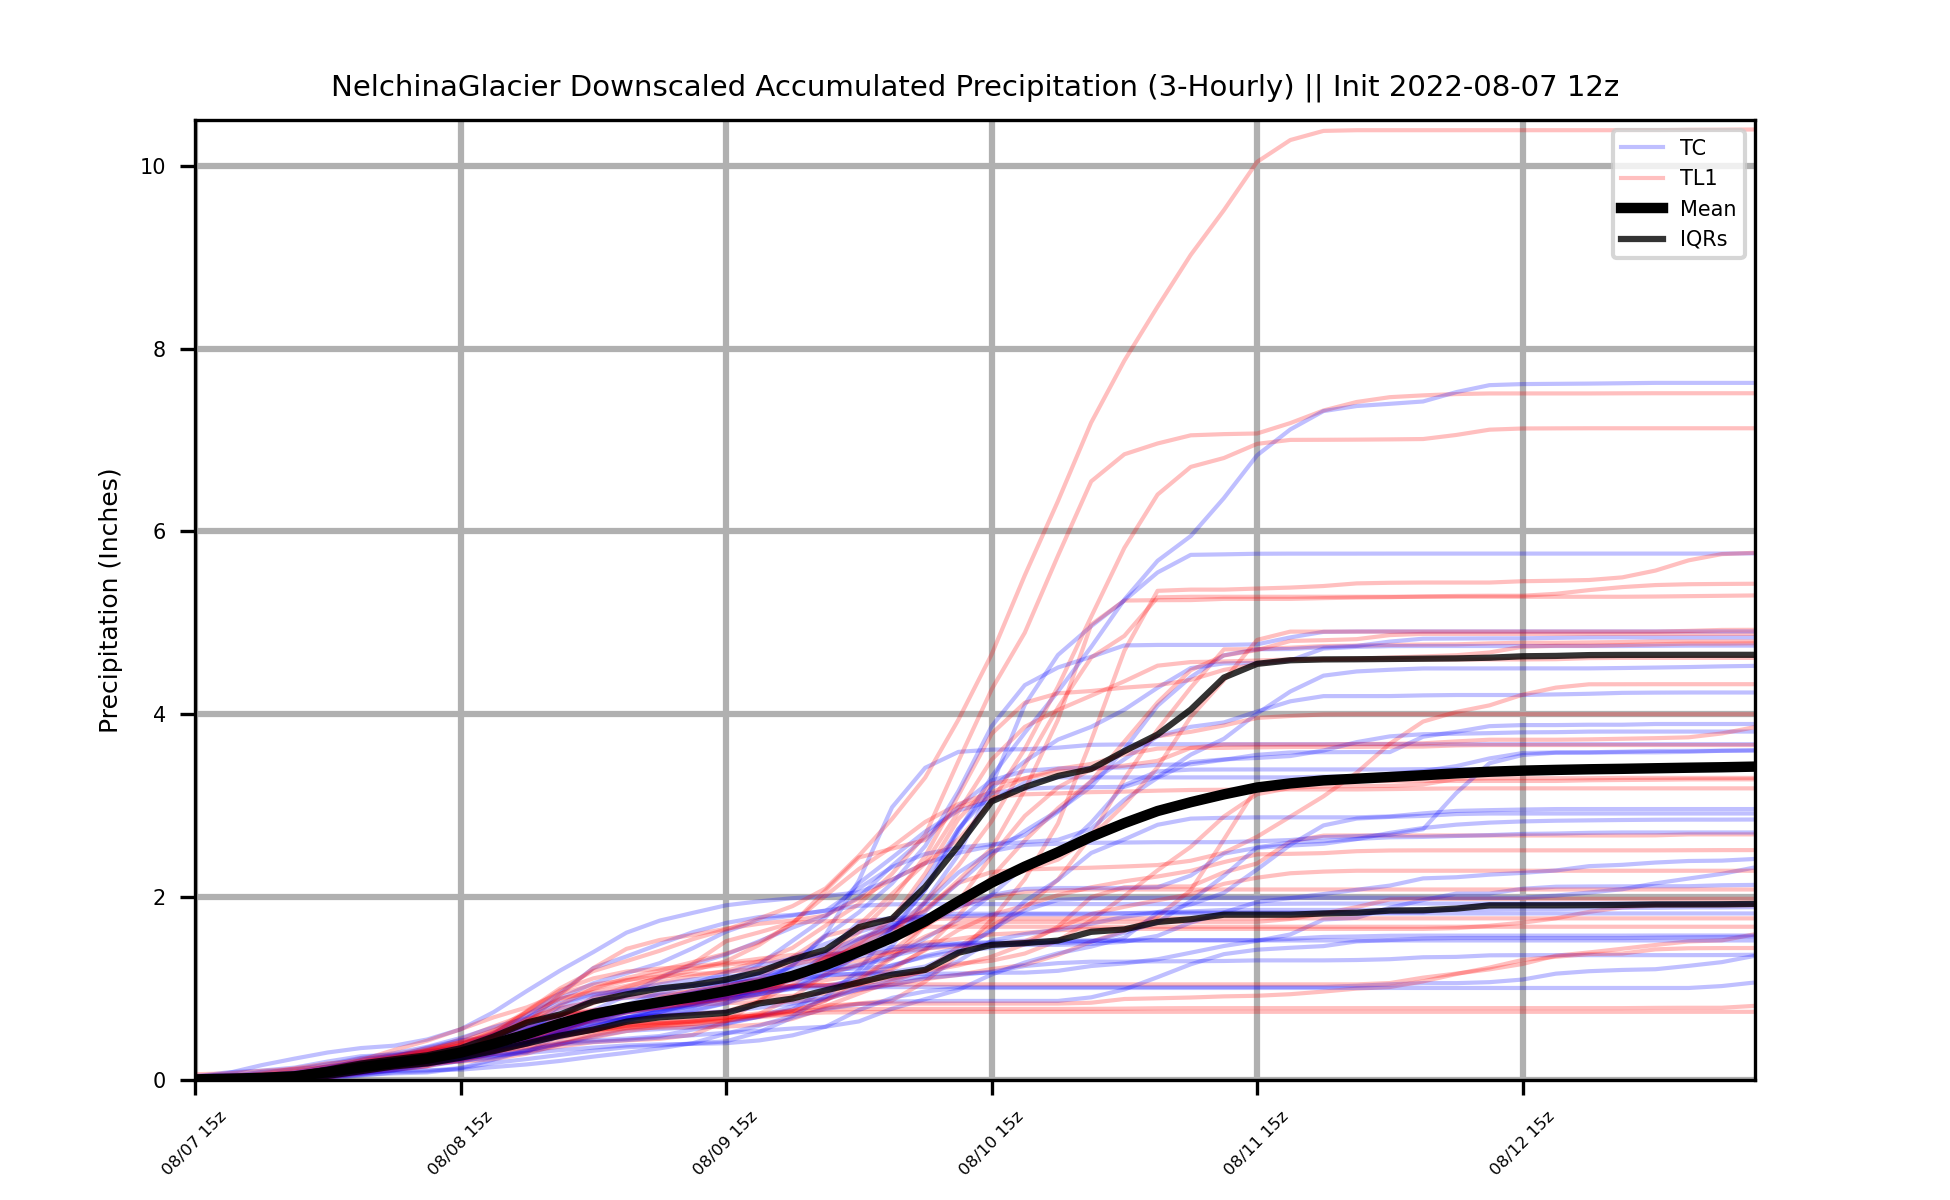 NelchinaGlacier Downscaled Accumulated Precipitation (3-Hourly) || Init 2022-08-07 12z
TC
TL1
Mean
IQRs
Precipitation (Inches)
10
8
6
4
2
0
08/07 15z
08/08 15z
08/09 15z
08/10 15z
08/11 15z
08/12 15z